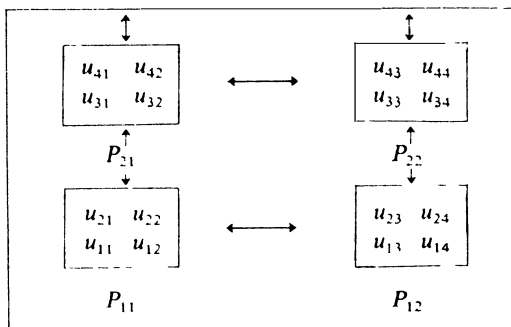 u₄₁ u₄₂ u₄₃ u₄₄
u₃₁ u₃₂ u₃₃ u₃₄
P₂₁ P₂₂
u₂₁ u₂₂ u₂₃ u₂₄
u₁₁ u₁₂ u₁₃ u₁₄
P₁₁ P₁₂